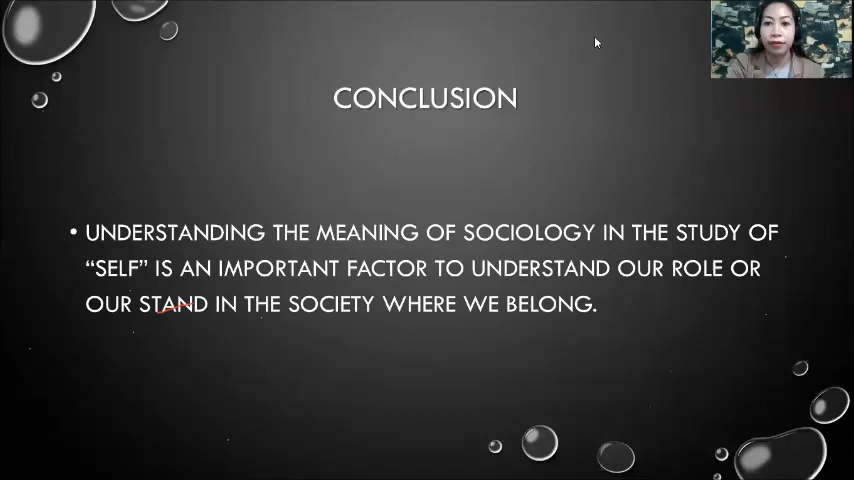 CONCLUSION
• UNDERSTANDING THE MEANING OF SOCIOLOGY IN THE STUDY OF
“SELF” IS AN IMPORTANT FACTOR TO UNDERSTAND OUR ROLE OR
OUR STAND IN THE SOCIETY WHERE WE BELONG.